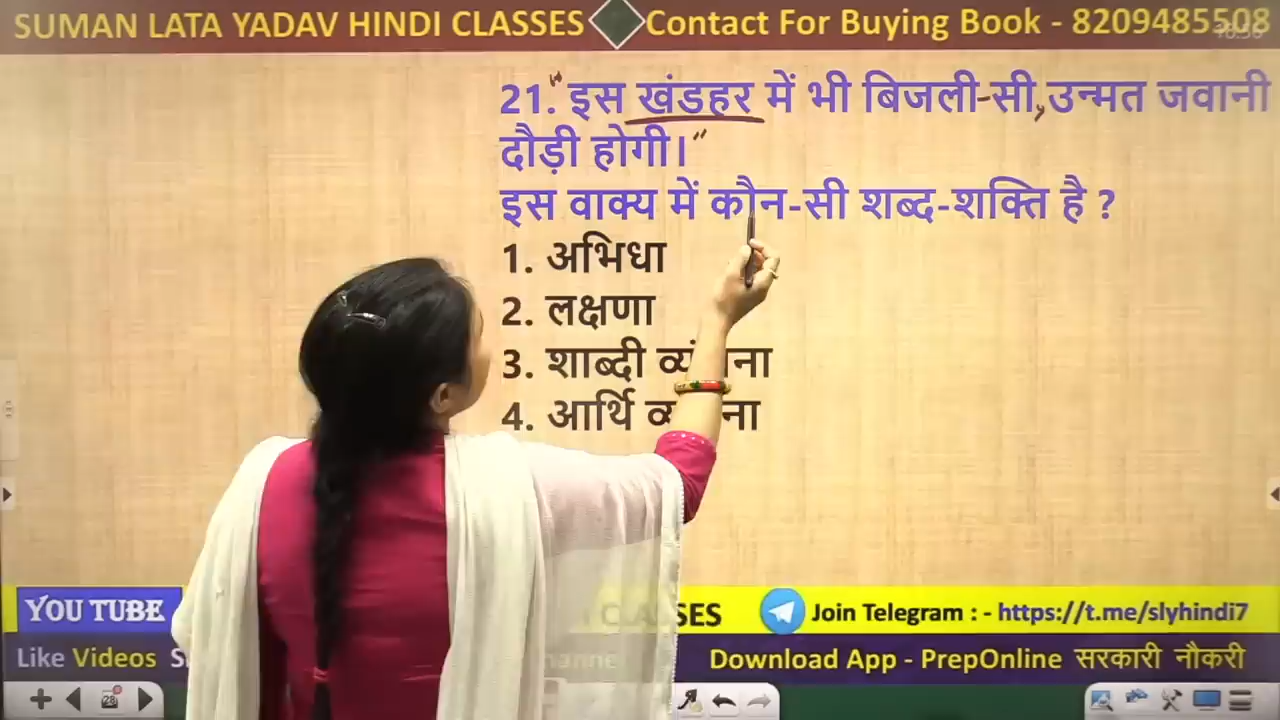 SUMAN LATA YADAV HINDI CLASSES Contact For Buying Book - 8209485508
21. "इस खंडहर में भी बिजली-सी, उन्मत जवानी
दौड़ी होगी।"
इस वाक्य में कौन-सी शब्द-शक्ति है ?
1. अभिधा
2. लक्षणा
3. शाब्दी
4. आर्थि
YOU TUBE
Join Telegram : - https://t.me/slyhindi7
Like Videos
Download App - PrepOnline सरकारी नौकरी